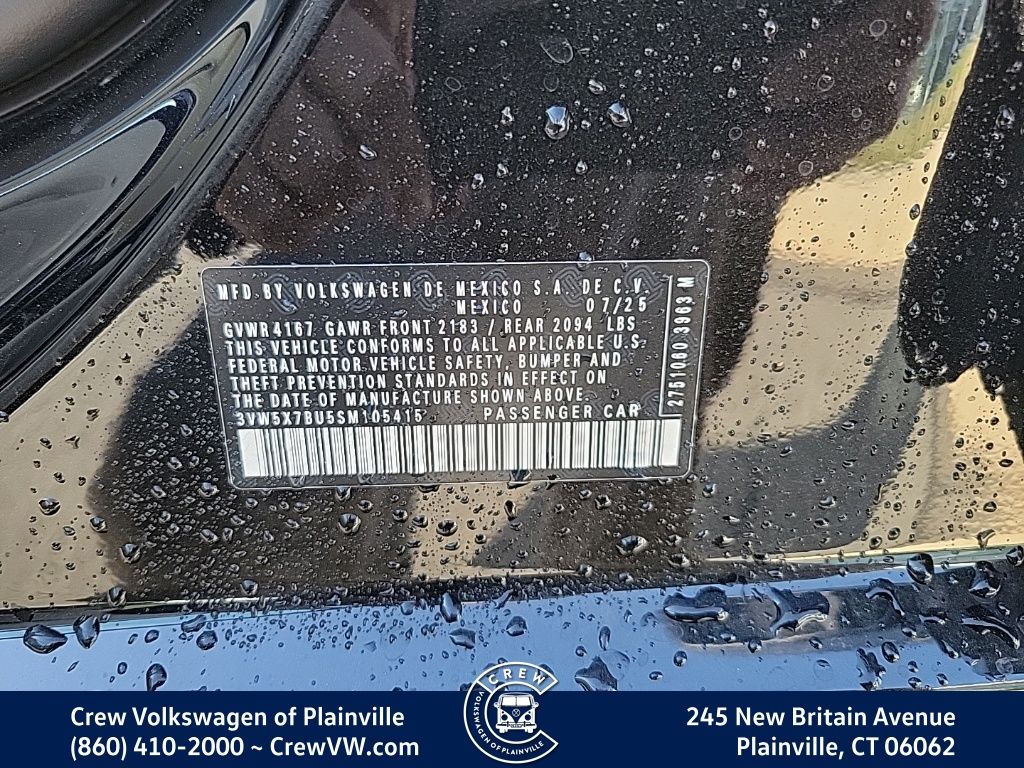 MFD BY VOLKSWAGEN DE MEXICO S.A. DE C.V.
MEXICO 07/25
GVWR 4167 GAWR FRONT 2183 / REAR 2094 LBS
THIS VEHICLE CONFORMS TO ALL APPLICABLE U.S.
FEDERAL MOTOR VEHICLE SAFETY, BUMPER AND
THEFT PREVENTION STANDARDS IN EFFECT ON
THE DATE OF MANUFACTURE SHOWN ABOVE.
3VW5X7BU5SM105415 PASSENGER CAR
2751060 3963 M
Crew Volkswagen of Plainville
(860) 410-2000 ~ CrewVW.com
CREW
VOLKSWAGEN OF PLAINVILLE
245 New Britain Avenue
Plainville, CT 06062